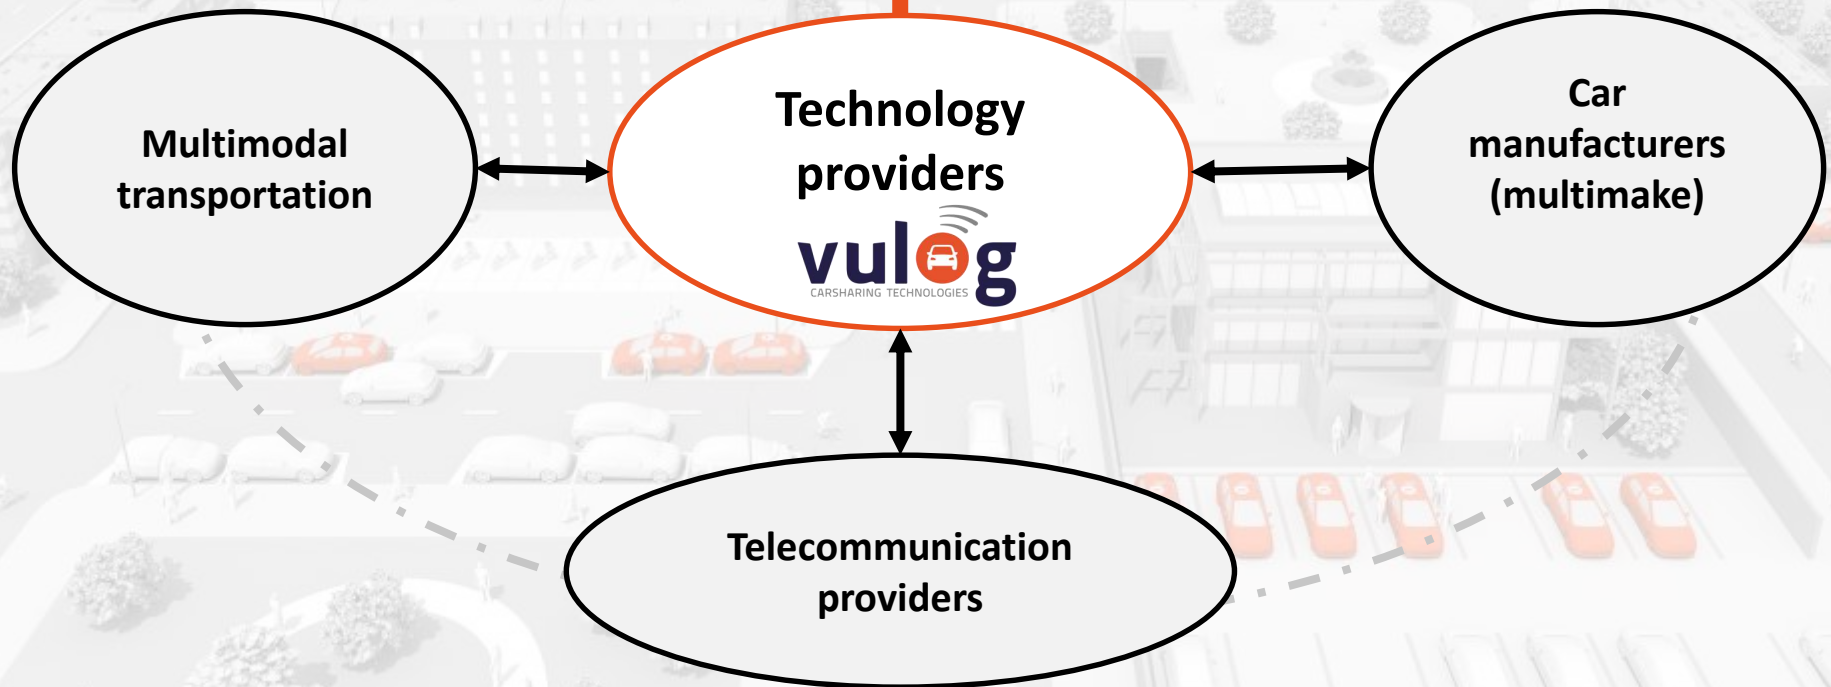 Multimodal
transportation
Technology
providers
vulog
CARSHARING TECHNOLOGIES
Car
manufacturers
(multimake)
Telecommunication
providers